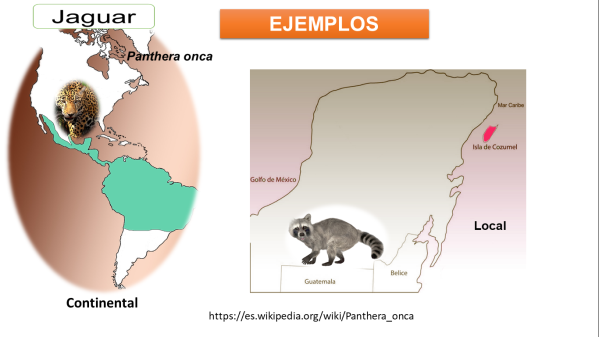 Jaguar
EJEMPLOS
Panthera onca
Mar Caribe
Isla de Cozumel
Golfo de México
Local
Belice
Guatemala
Continental
https://es.wikipedia.org/wiki/Panthera_onca